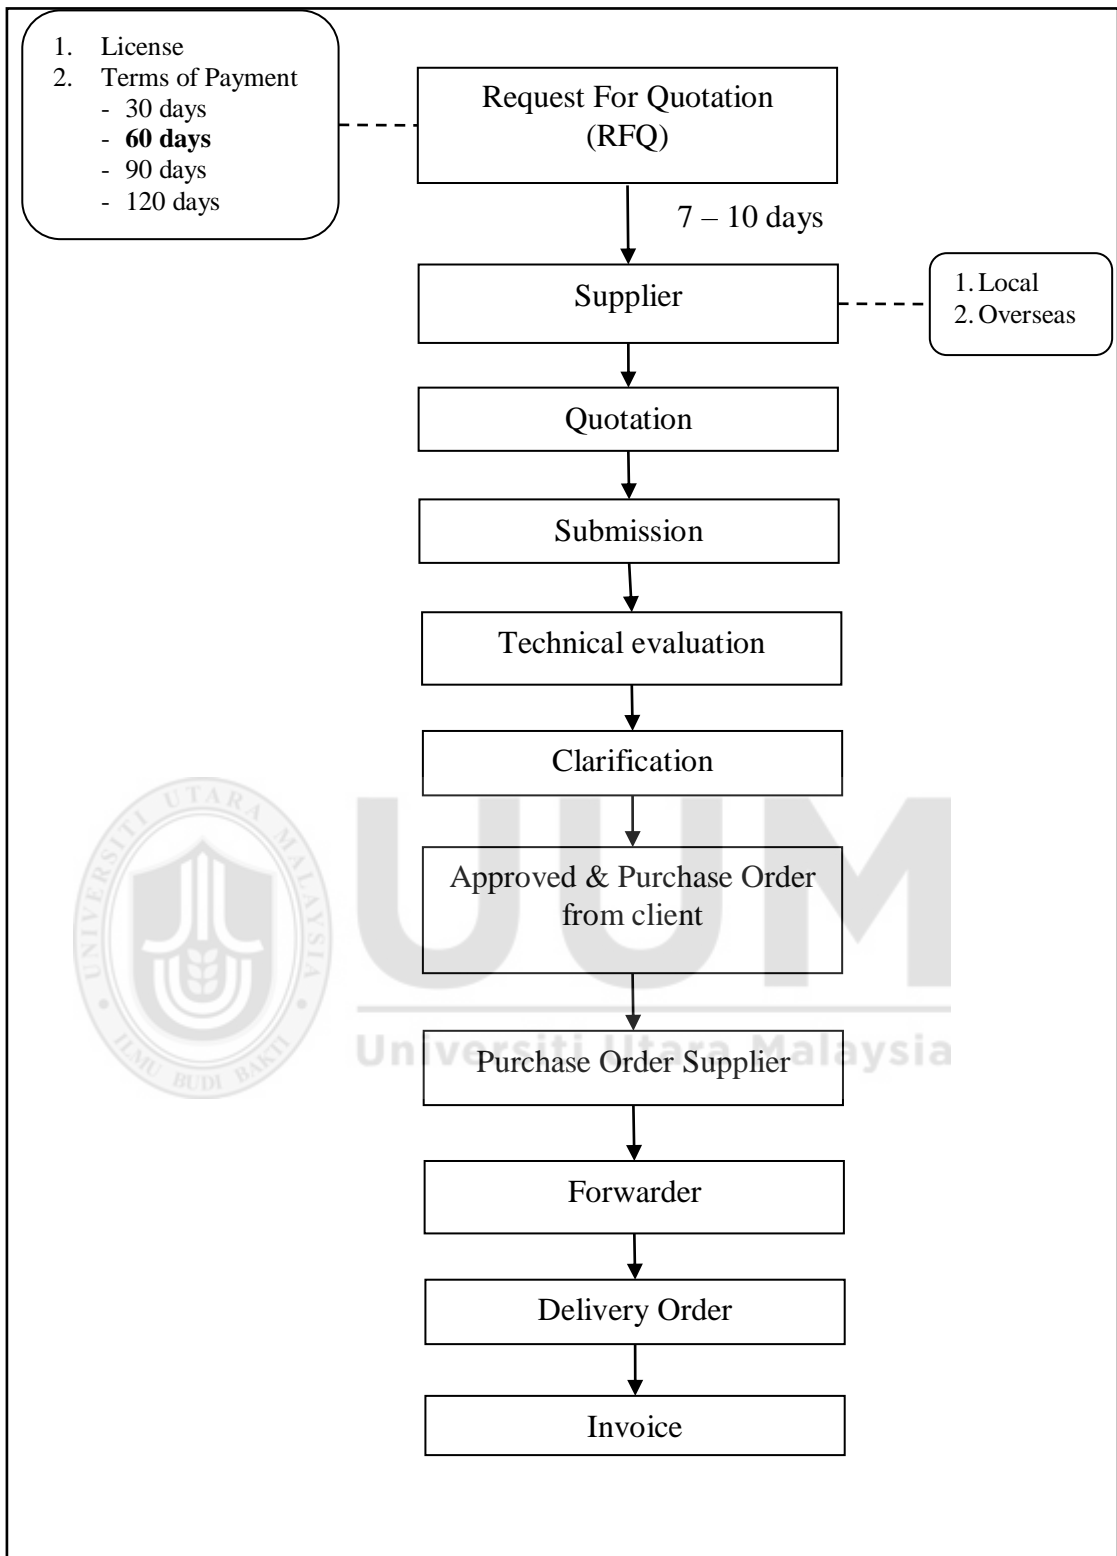 1. License
2. Terms of Payment
- 30 days
- 60 days
- 90 days
- 120 days
Request For Quotation
(RFQ)
7 – 10 days
Supplier
1. Local
2. Overseas
Quotation
Submission
Technical evaluation
Clarification
UNIVERSITI UTARA MALAYSIA
ILMU BUDI BAKTI
UUM
Universiti Utara Malaysia
Approved & Purchase Order
from client
Purchase Order Supplier
Forwarder
Delivery Order
Invoice